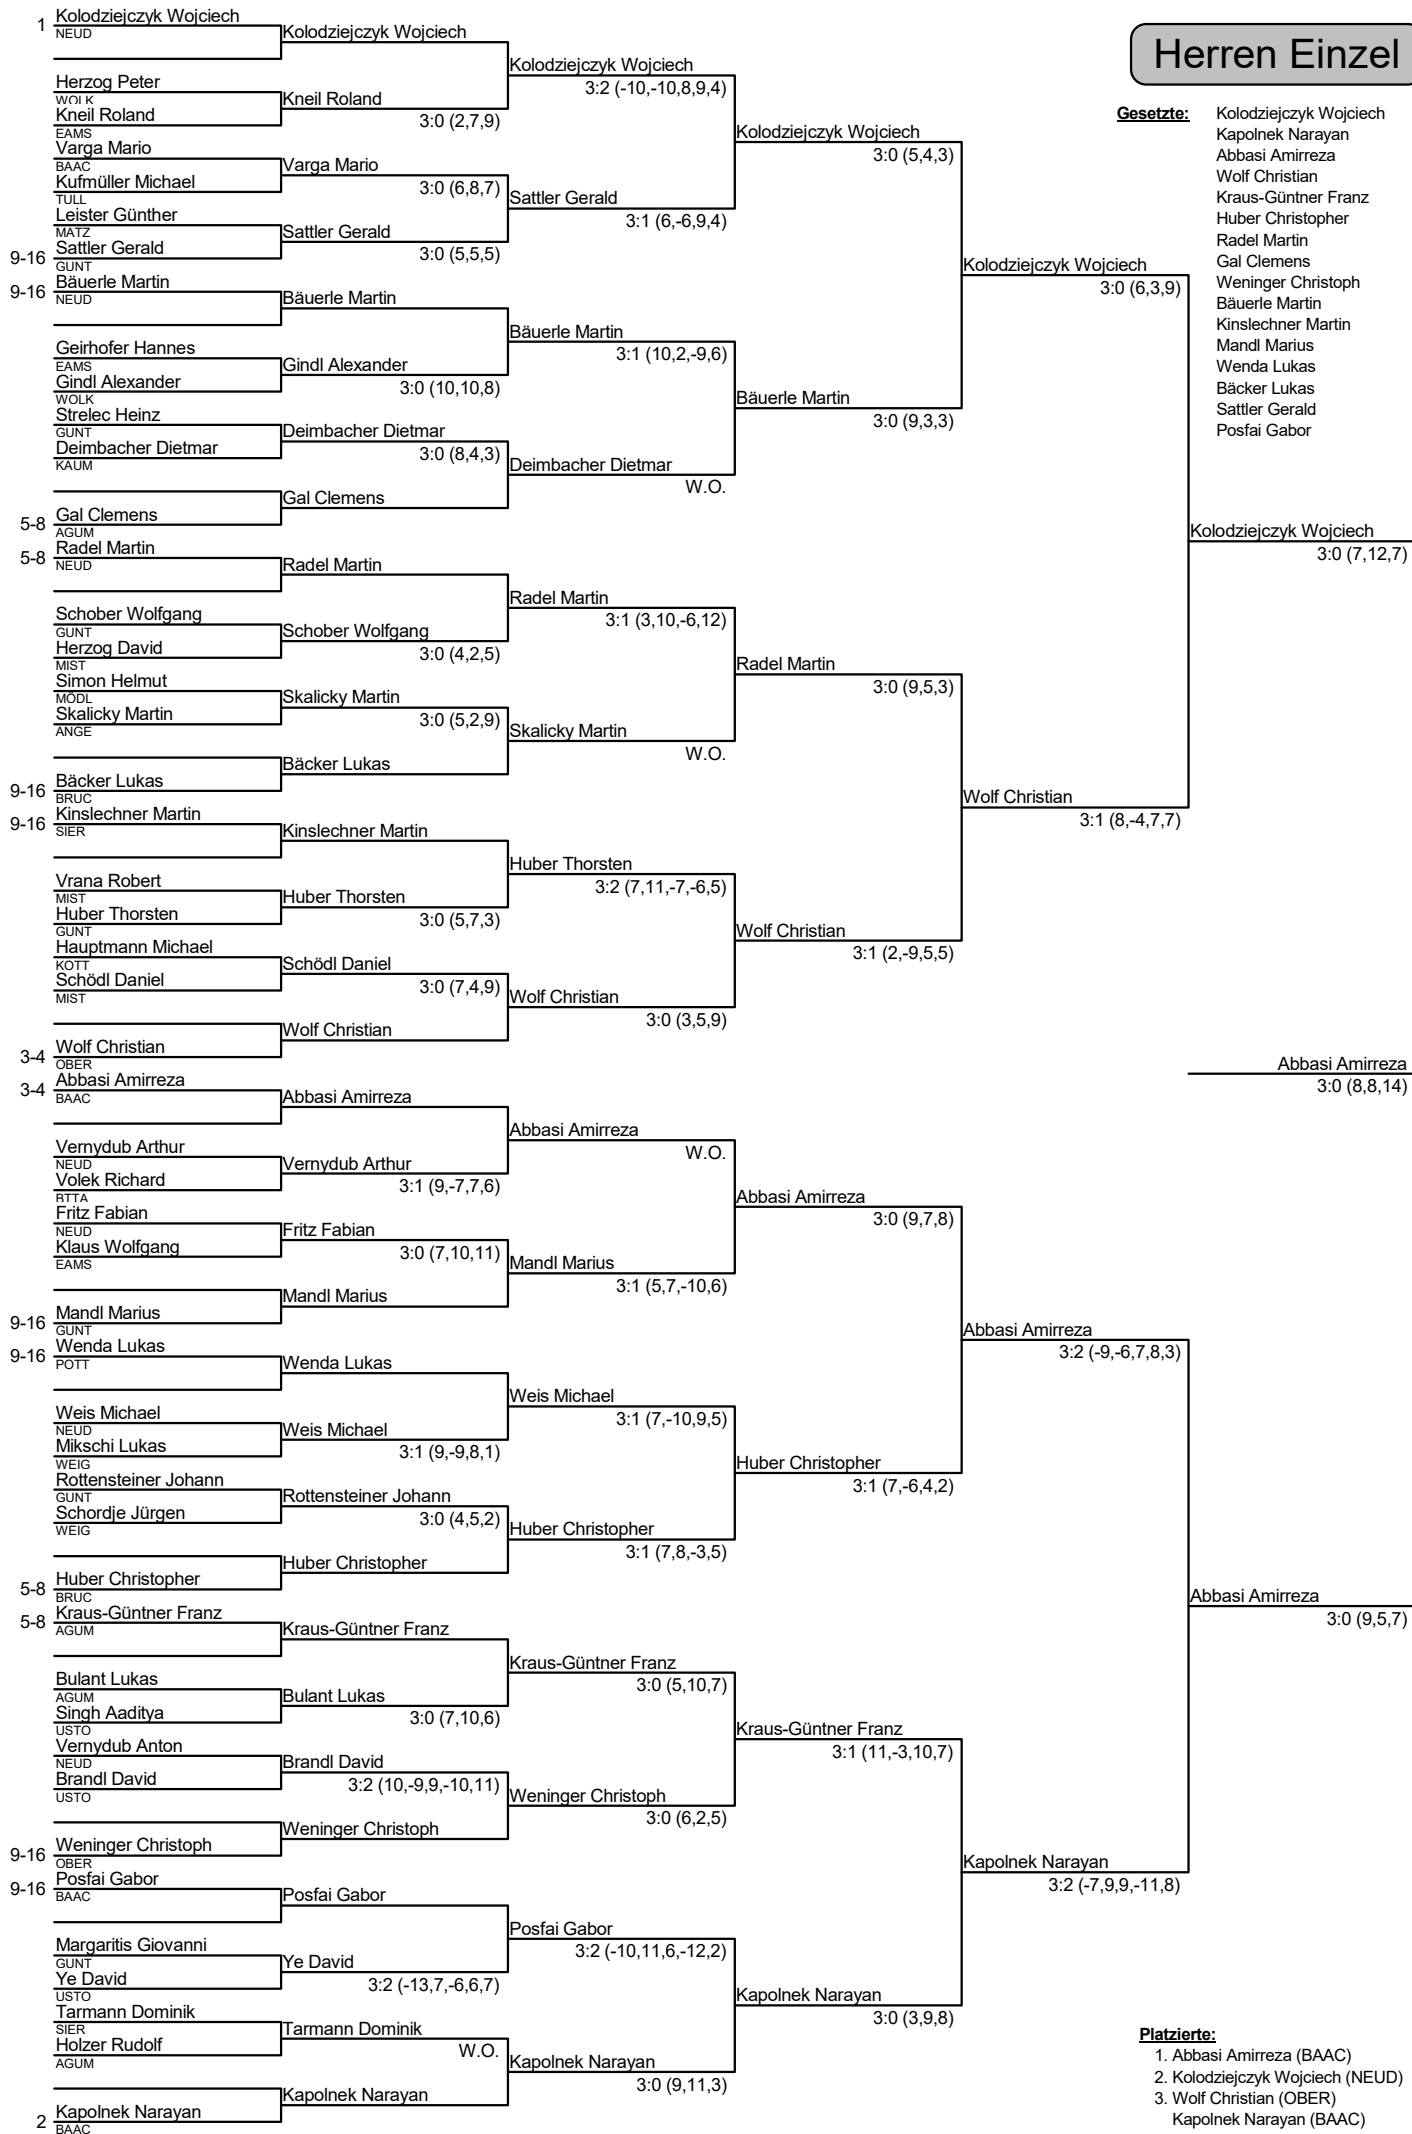 Herren Einzel
Gesetzte:
Kolodziejczyk Wojciech
Kapolnek Narayan
Abbasi Amirreza
Wolf Christian
Kraus-Güntner Franz
Huber Christopher
Radel Martin
Gal Clemens
Weninger Christoph
Bäuerle Martin
Kinslechner Martin
Mandl Marius
Wenda Lukas
Bäcker Lukas
Sattler Gerald
Posfai Gabor
1 Kolodziejczyk Wojciech
NEUD
Herzog Peter
WOLK
Kneil Roland
EAMS
Varga Mario
BAAC
Kufmüller Michael
TULL
Leister Günther
MATZ
9-16 Sattler Gerald
GUNT
9-16 Bäuerle Martin
NEUD
Geirhofer Hannes
EAMS
Gindl Alexander
WOLK
Strelec Heinz
GUNT
Deimbacher Dietmar
KAUM
5-8 Gal Clemens
AGUM
5-8 Radel Martin
NEUD
Schober Wolfgang
GUNT
Herzog David
MIST
Simon Helmut
MÖDL
Skalicky Martin
ANGE
9-16 Bäcker Lukas
BRUC
9-16 Kinslechner Martin
SIER
Vrana Robert
MIST
Huber Thorsten
GUNT
Hauptmann Michael
KOTT
Schödl Daniel
MIST
3-4 Wolf Christian
OBER
3-4 Abbasi Amirreza
BAAC
Vernydub Arthur
NEUD
Volek Richard
BTTA
Fritz Fabian
NEUD
Klaus Wolfgang
EAMS
9-16 Mandl Marius
GUNT
9-16 Wenda Lukas
POTT
Weis Michael
NEUD
Mikschi Lukas
WEIG
Rottensteiner Johann
GUNT
Schordje Jürgen
WEIG
5-8 Huber Christopher
BRUC
5-8 Kraus-Güntner Franz
AGUM
Bulant Lukas
AGUM
Singh Aaditya
USTO
Vernydub Anton
NEUD
Brandl David
USTO
9-16 Weninger Christoph
OBER
9-16 Posfai Gabor
BAAC
Margaritis Giovanni
GUNT
Ye David
USTO
Tarmann Dominik
SIER
Holzer Rudolf
AGUM
2 Kapolnek Narayan
BAAC
Kolodziejczyk Wojciech
Kneil Roland
3:0 (2,7,9)
Varga Mario
3:0 (6,8,7)
Sattler Gerald
3:0 (5,5,5)
Bäuerle Martin
Gindl Alexander
3:0 (10,10,8)
Deimbacher Dietmar
3:0 (8,4,3)
Gal Clemens
Radel Martin
Schober Wolfgang
3:0 (4,2,5)
Skalicky Martin
3:0 (5,2,9)
Bäcker Lukas
Kinslechner Martin
Huber Thorsten
3:0 (5,7,3)
Schödl Daniel
3:0 (7,4,9)
Wolf Christian
Abbasi Amirreza
Vernydub Arthur
3:1 (9,-7,7,6)
Fritz Fabian
3:0 (7,10,11)
Mandl Marius
Wenda Lukas
Weis Michael
3:1 (9,-9,8,1)
Rottensteiner Johann
3:0 (4,5,2)
Huber Christopher
Kraus-Güntner Franz
Bulant Lukas
3:0 (7,10,6)
Brandl David
3:2 (10,-9,9,-10,11)
Weninger Christoph
Posfai Gabor
Ye David
3:2 (-13,7,-6,6,7)
Tarmann Dominik
W.O.
Kapolnek Narayan
Kolodziejczyk Wojciech
3:2 (-10,-10,8,9,4)
Sattler Gerald
3:1 (6,-6,9,4)
Bäuerle Martin
3:1 (10,2,-9,6)
Deimbacher Dietmar
W.O.
Radel Martin
3:1 (3,10,-6,12)
Skalicky Martin
W.O.
Huber Thorsten
3:2 (7,11,-7,-6,5)
Wolf Christian
3:0 (3,5,9)
Abbasi Amirreza
W.O.
Mandl Marius
3:1 (5,7,-10,6)
Weis Michael
3:1 (7,-10,9,5)
Huber Christopher
3:1 (7,8,-3,5)
Kraus-Güntner Franz
3:0 (5,10,7)
Weninger Christoph
3:0 (6,2,5)
Posfai Gabor
3:2 (-10,11,6,-12,2)
Kapolnek Narayan
3:0 (9,11,3)
Kolodziejczyk Wojciech
3:0 (5,4,3)
Bäuerle Martin
3:0 (9,3,3)
Radel Martin
3:0 (9,5,3)
Wolf Christian
3:1 (2,-9,5,5)
Abbasi Amirreza
3:0 (9,7,8)
Huber Christopher
3:1 (7,-6,4,2)
Kraus-Güntner Franz
3:1 (11,-3,10,7)
Kapolnek Narayan
3:0 (3,9,8)
Kolodziejczyk Wojciech
3:0 (6,3,9)
Wolf Christian
3:1 (8,-4,7,7)
Abbasi Amirreza
3:2 (-9,-6,7,8,3)
Kapolnek Narayan
3:2 (-7,9,9,-11,8)
Kolodziejczyk Wojciech
3:0 (7,12,7)
Abbasi Amirreza
3:0 (9,5,7)
Abbasi Amirreza
3:0 (8,8,14)
Platzierte:
1. Abbasi Amirreza (BAAC)
2. Kolodziejczyk Wojciech (NEUD)
3. Wolf Christian (OBER)
Kapolnek Narayan (BAAC)